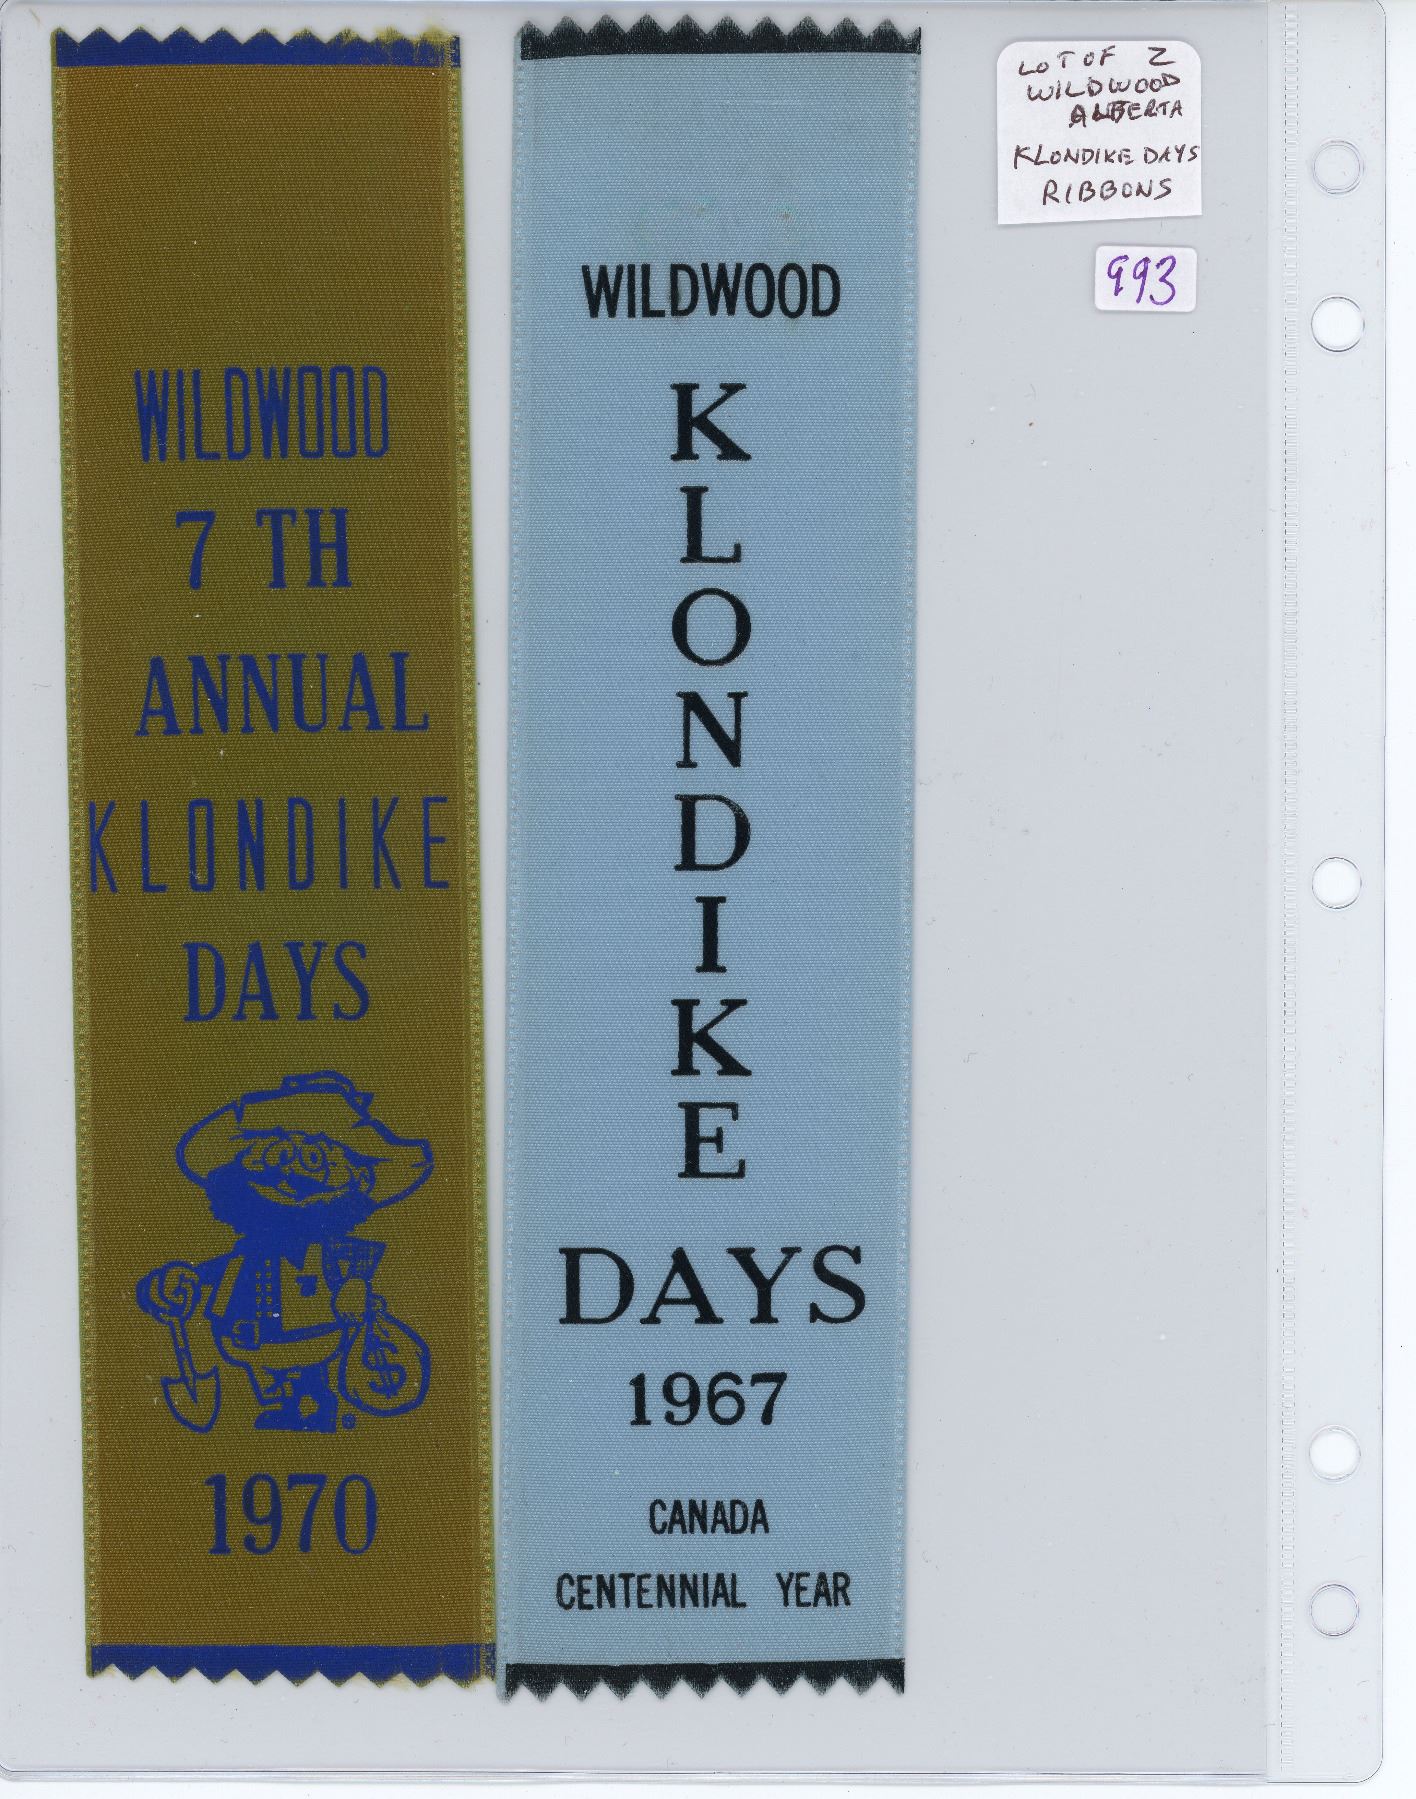 WILDWOOD
7 TH
ANNUAL
KLONDIKE
DAYS
$
®
1970
WILDWOOD
K
L
O
N
D
I
K
E
DAYS
1967
CANADA
CENTENNIAL YEAR
LOT OF 2
WILDWOOD
ALBERTA
KLONDIKE DAYS
RIBBONS
993